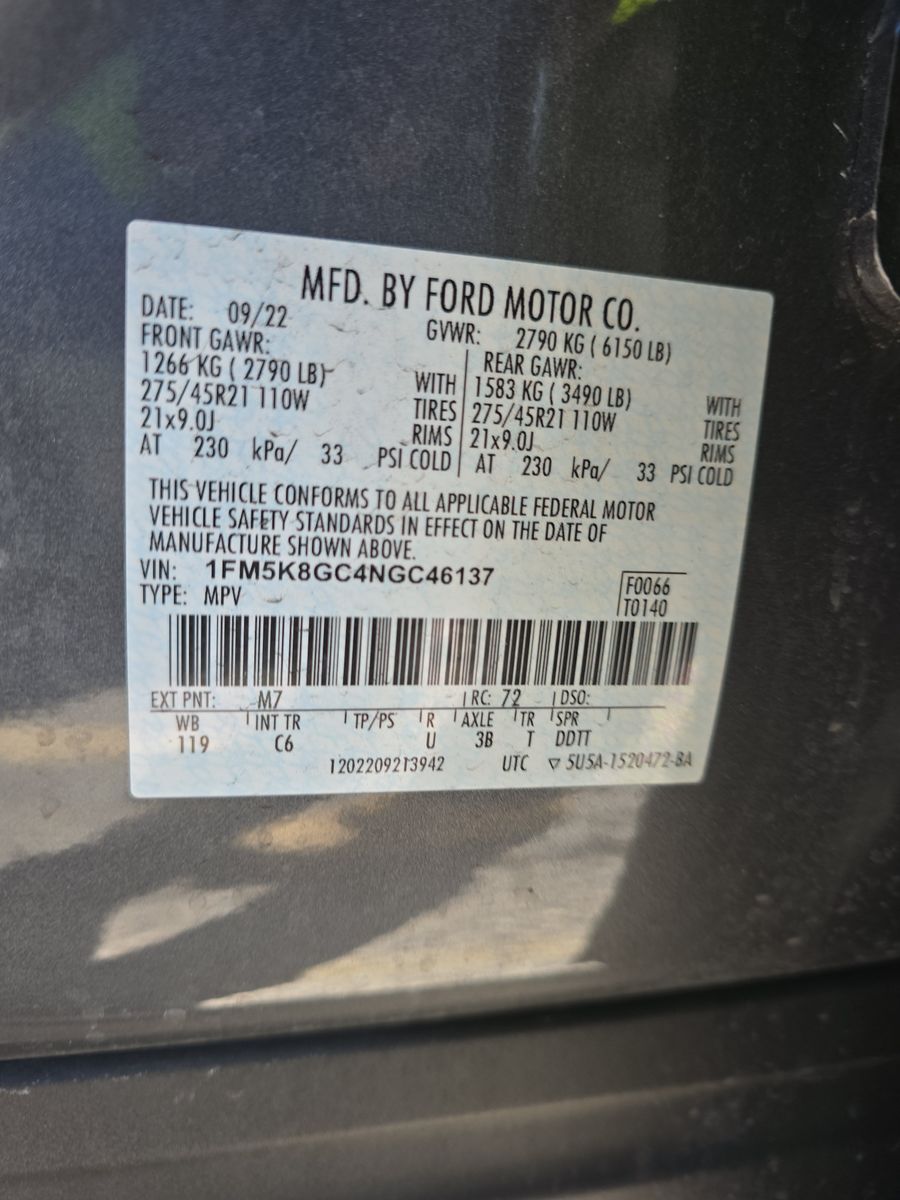 MFD. BY FORD MOTOR CO.
DATE: 09/22 GVWR: 2790 KG ( 6150 LB)
FRONT GAWR: REAR GAWR:
1266 KG ( 2790 LB) WITH 1583 KG ( 3490 LB) WITH
275/45R21 110W TIRES 275/45R21 110W TIRES
21x9.0J RIMS 21x9.0J RIMS
AT 230 kPa/ 33 PSI COLD AT 230 kPa/ 33 PSI COLD
THIS VEHICLE CONFORMS TO ALL APPLICABLE FEDERAL MOTOR
VEHICLE SAFETY STANDARDS IN EFFECT ON THE DATE OF
MANUFACTURE SHOWN ABOVE.
VIN: 1FM5K8GC4NGC46137
TYPE: MPV
F0066
T0140
EXT PNT: M7 RC: 72 DSO:
WB INT TR TP/PS R AXLE TR SPR
119 C6 U 3B T DDTT
1202209213942 UTC ▽ 5U5A-1520472-BA